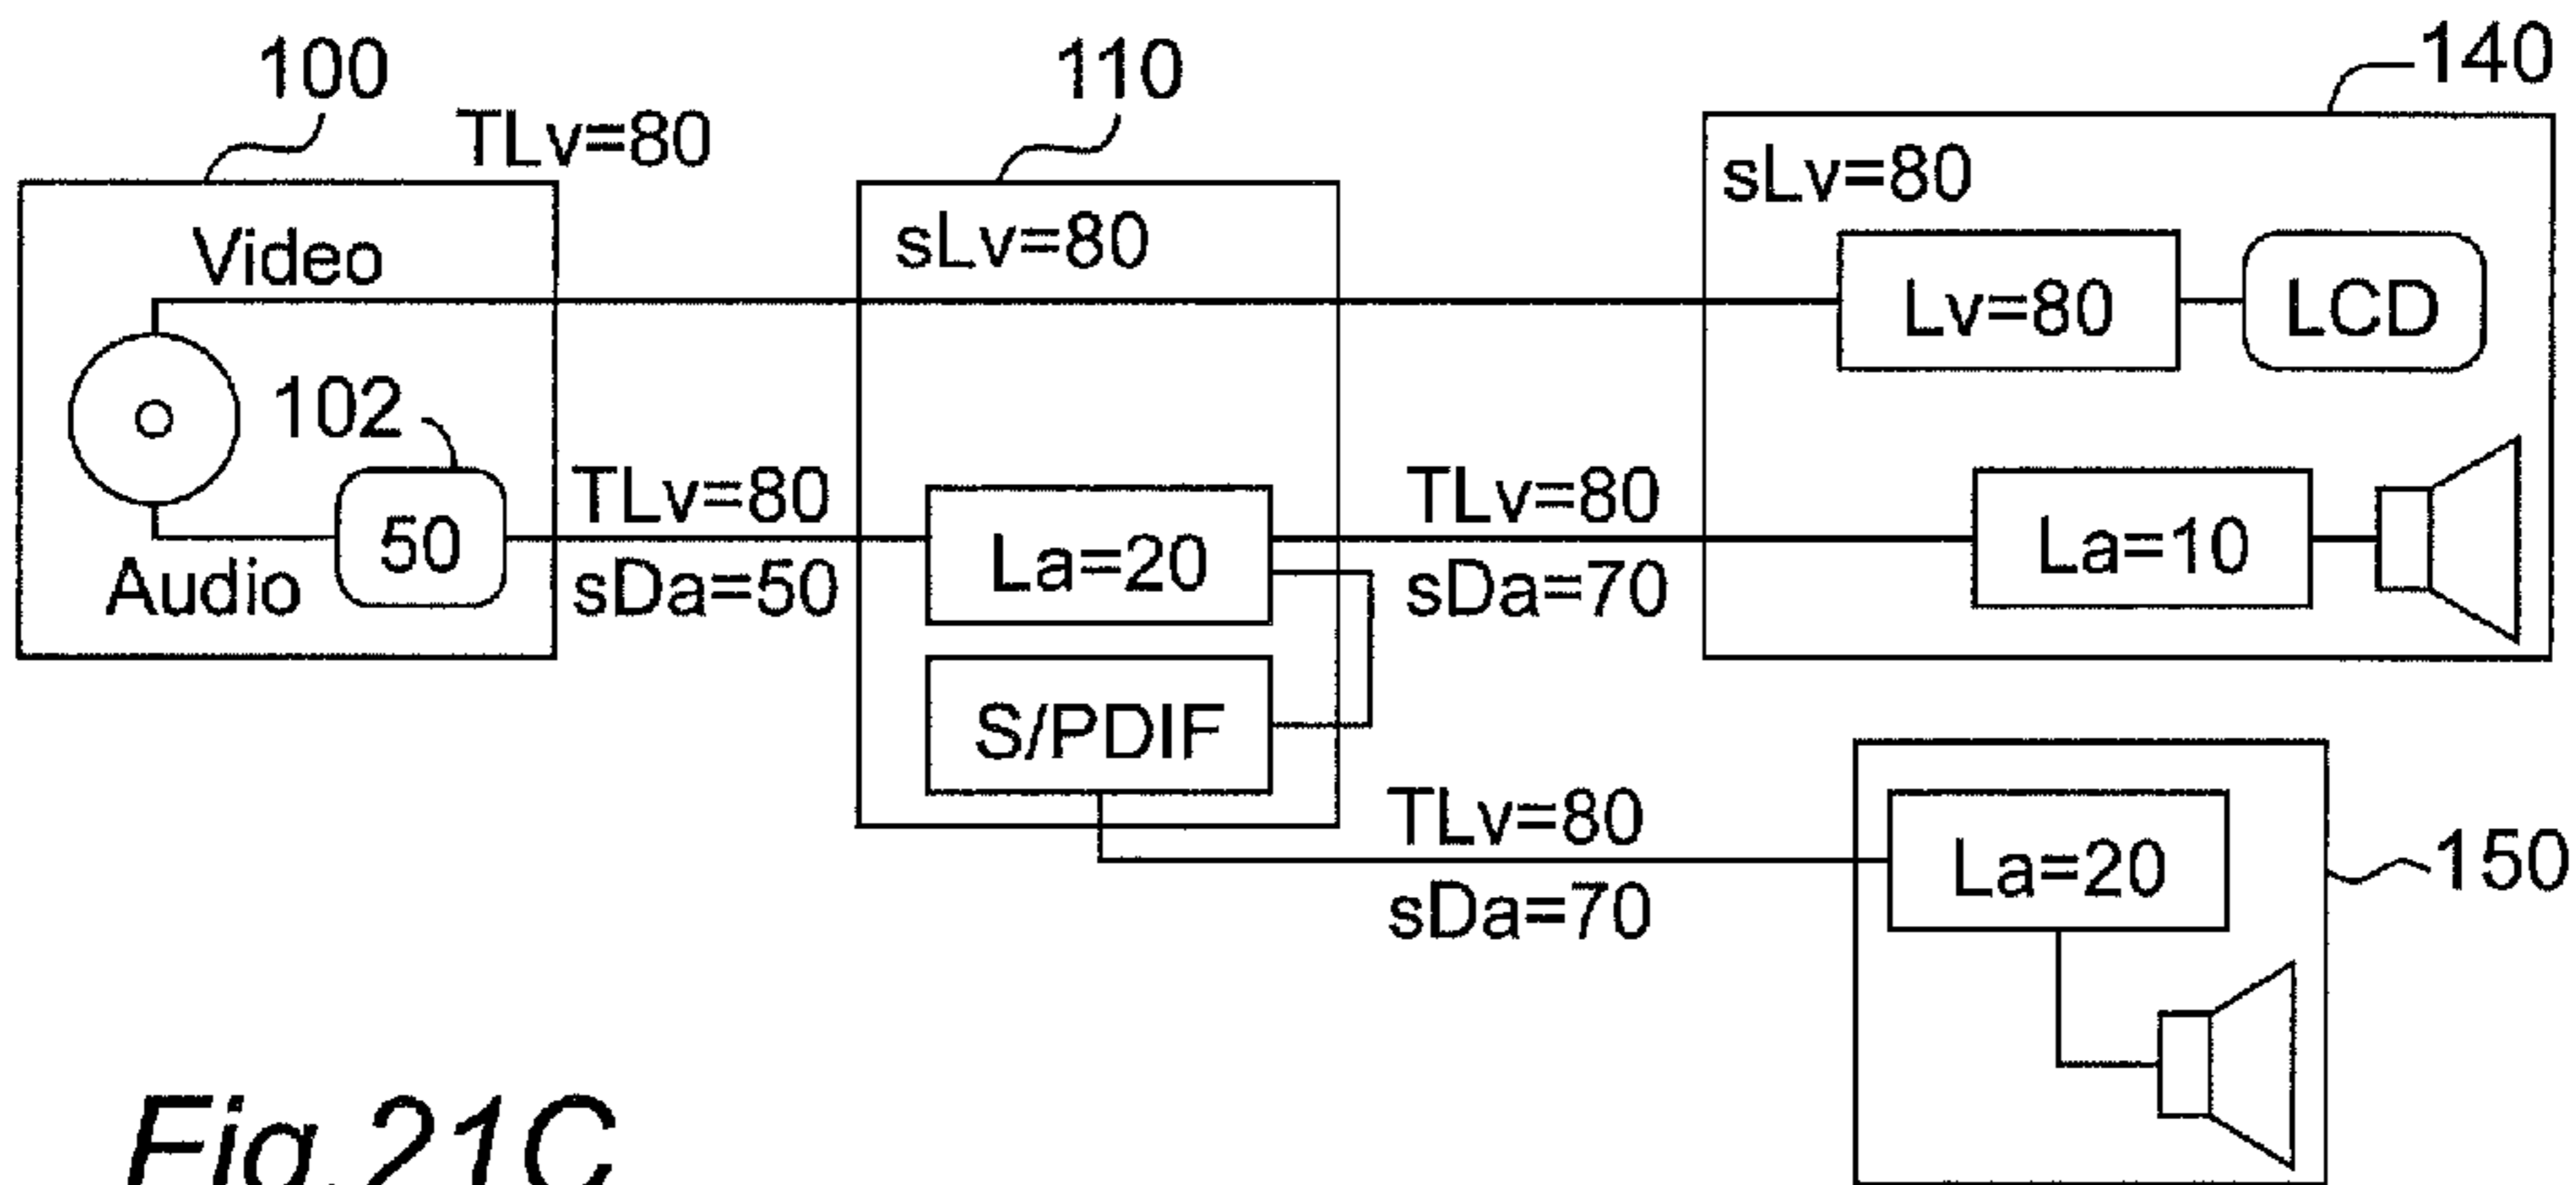 100
TLv=80
110
140
Video
sLv=80
sLv=80
Lv=80
LCD
102
50
Audio
TLv=80
sDa=50
La=20
TLv=80
sDa=70
La=10
S/PDIF
TLv=80
sDa=70
La=20
150
Fig.21C